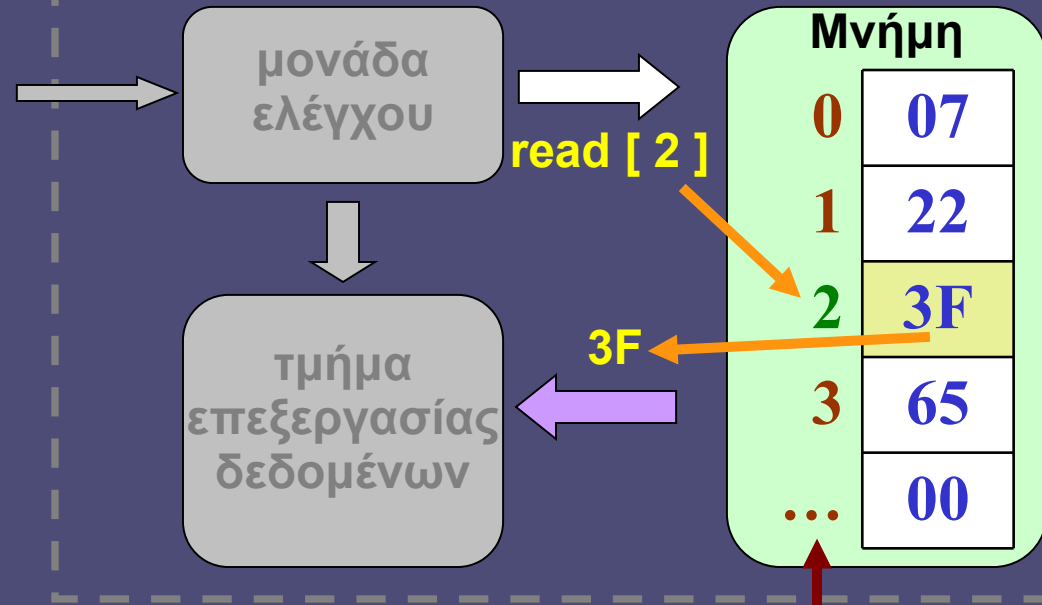 μονάδα
ελέγχου
read [ 2 ]
Μνήμη
0 07
1 22
2 3F
3 65
... 00
3F
τμήμα
επεξεργασίας
δεδομένων